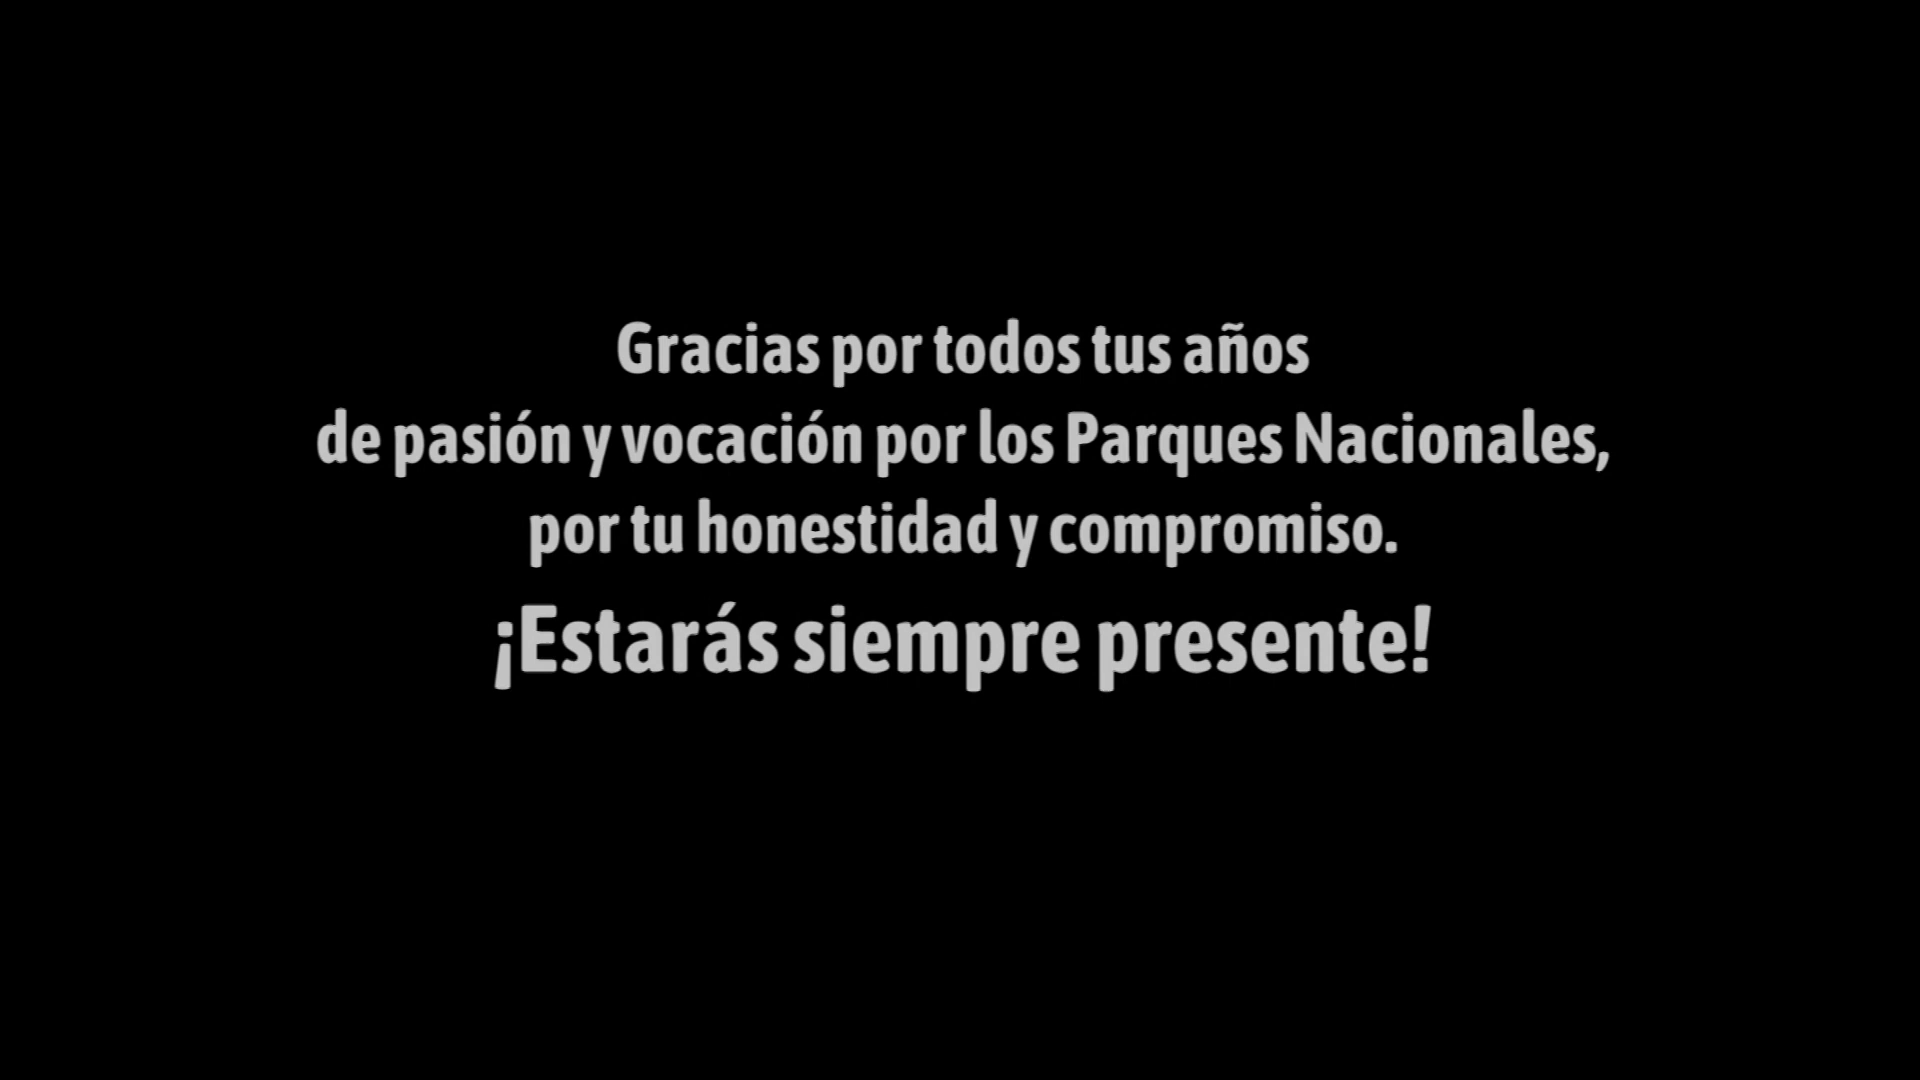 Gracias por todos tus años
de pasión y vocación por los Parques Nacionales,
por tu honestidad y compromiso.
¡Estarás siempre presente!